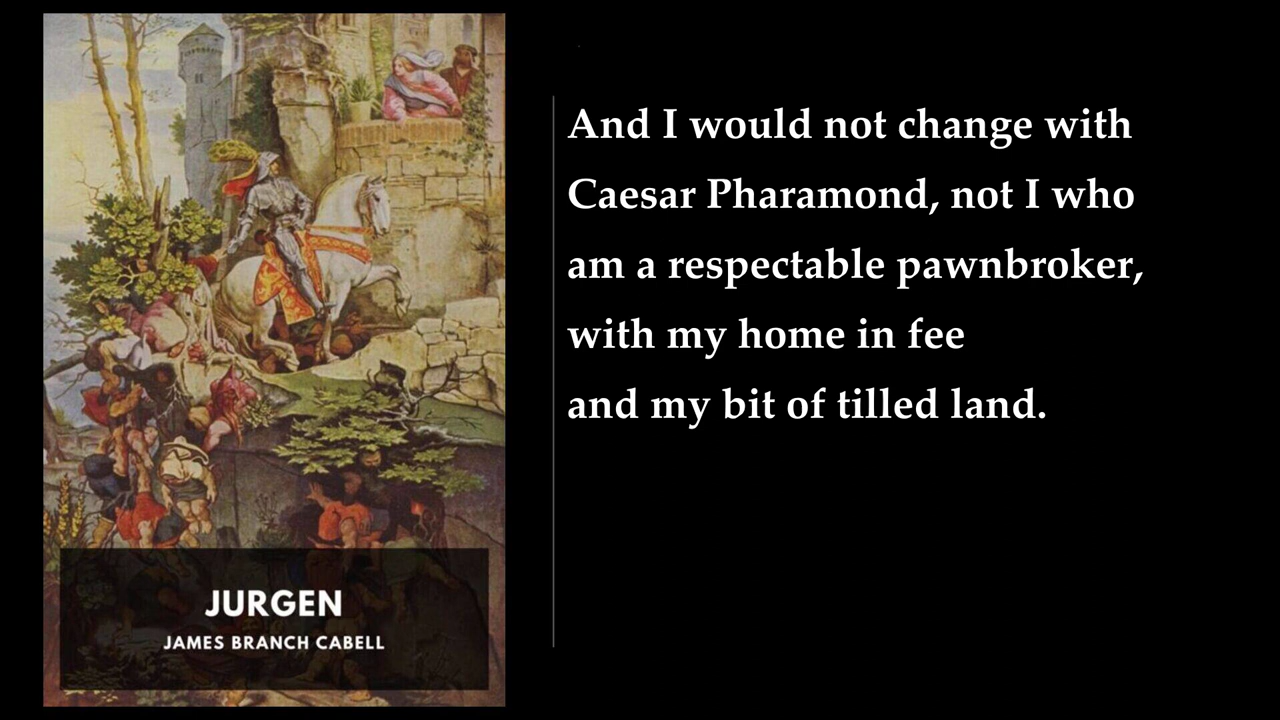 And I would not change with
Caesar Pharamond, not I who
am a respectable pawnbroker,
with my home in fee
and my bit of tilled land.
JURGEN
JAMES BRANCH CABELL